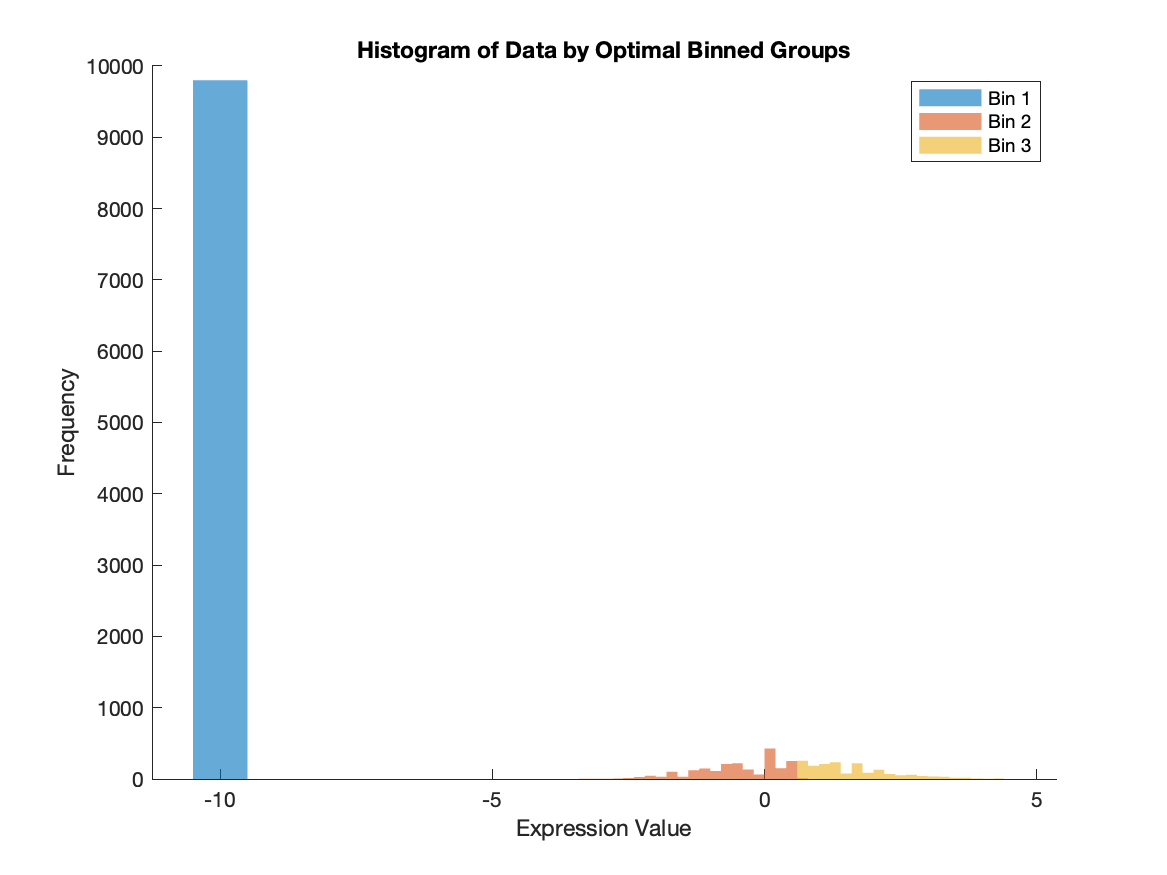 Histogram of Data by Optimal Binned Groups
10000
9000
8000
7000
6000
5000
4000
3000
2000
1000
0
Frequency
Bin 1
Bin 2
Bin 3
-10
-5
0
5
Expression Value